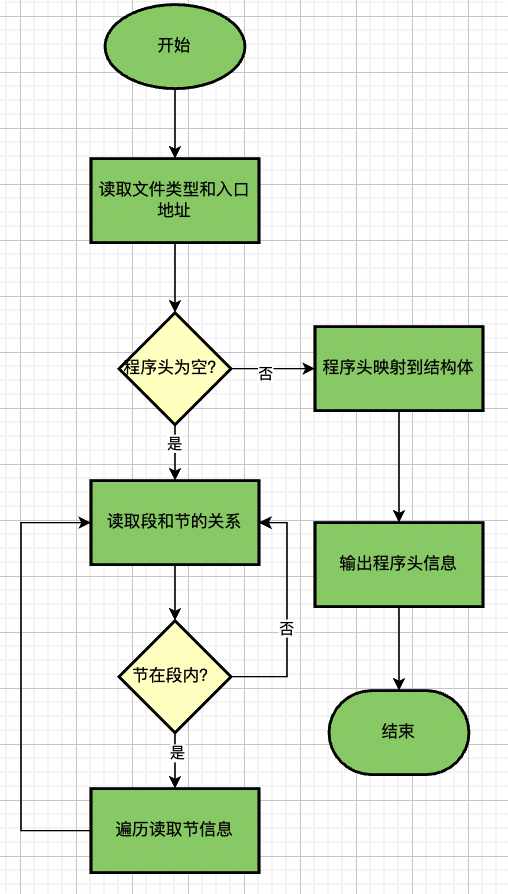 开始
读取文件类型和入口
地址
程序头为空?
否
程序头映射到结构体
是
读取段和节的关系
输出程序头信息
否
节在段内?
结束
是
遍历读取节信息